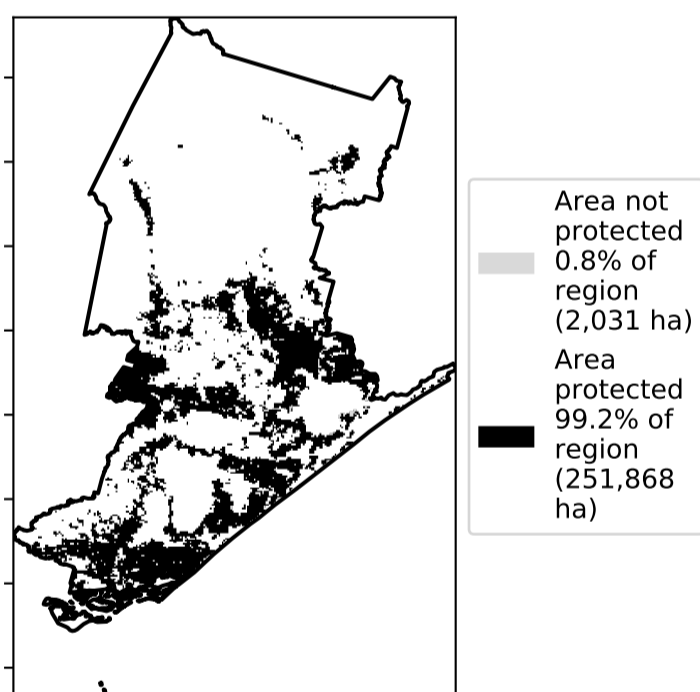 Area not
protected
0.8% of
region
(2,031 ha)
Area
protected
99.2% of
region
(251,868
ha)